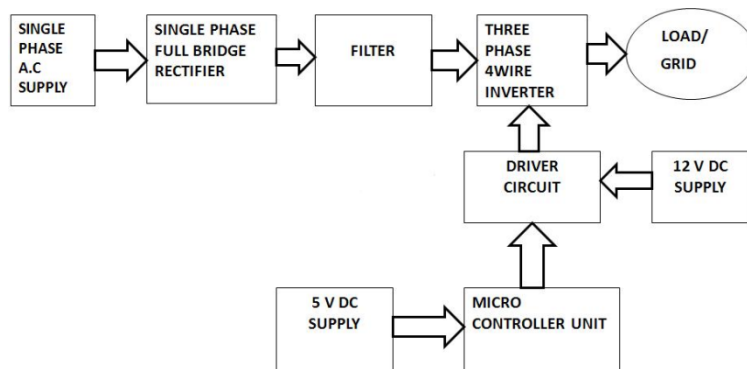 SINGLE
PHASE
A.C
SUPPLY
SINGLE PHASE
FULL BRIDGE
RECTIFIER
FILTER
THREE
PHASE
4WIRE
INVERTER
LOAD/
GRID
DRIVER
CIRCUIT
12 V DC
SUPPLY
5 V DC
SUPPLY
MICRO
CONTROLLER UNIT